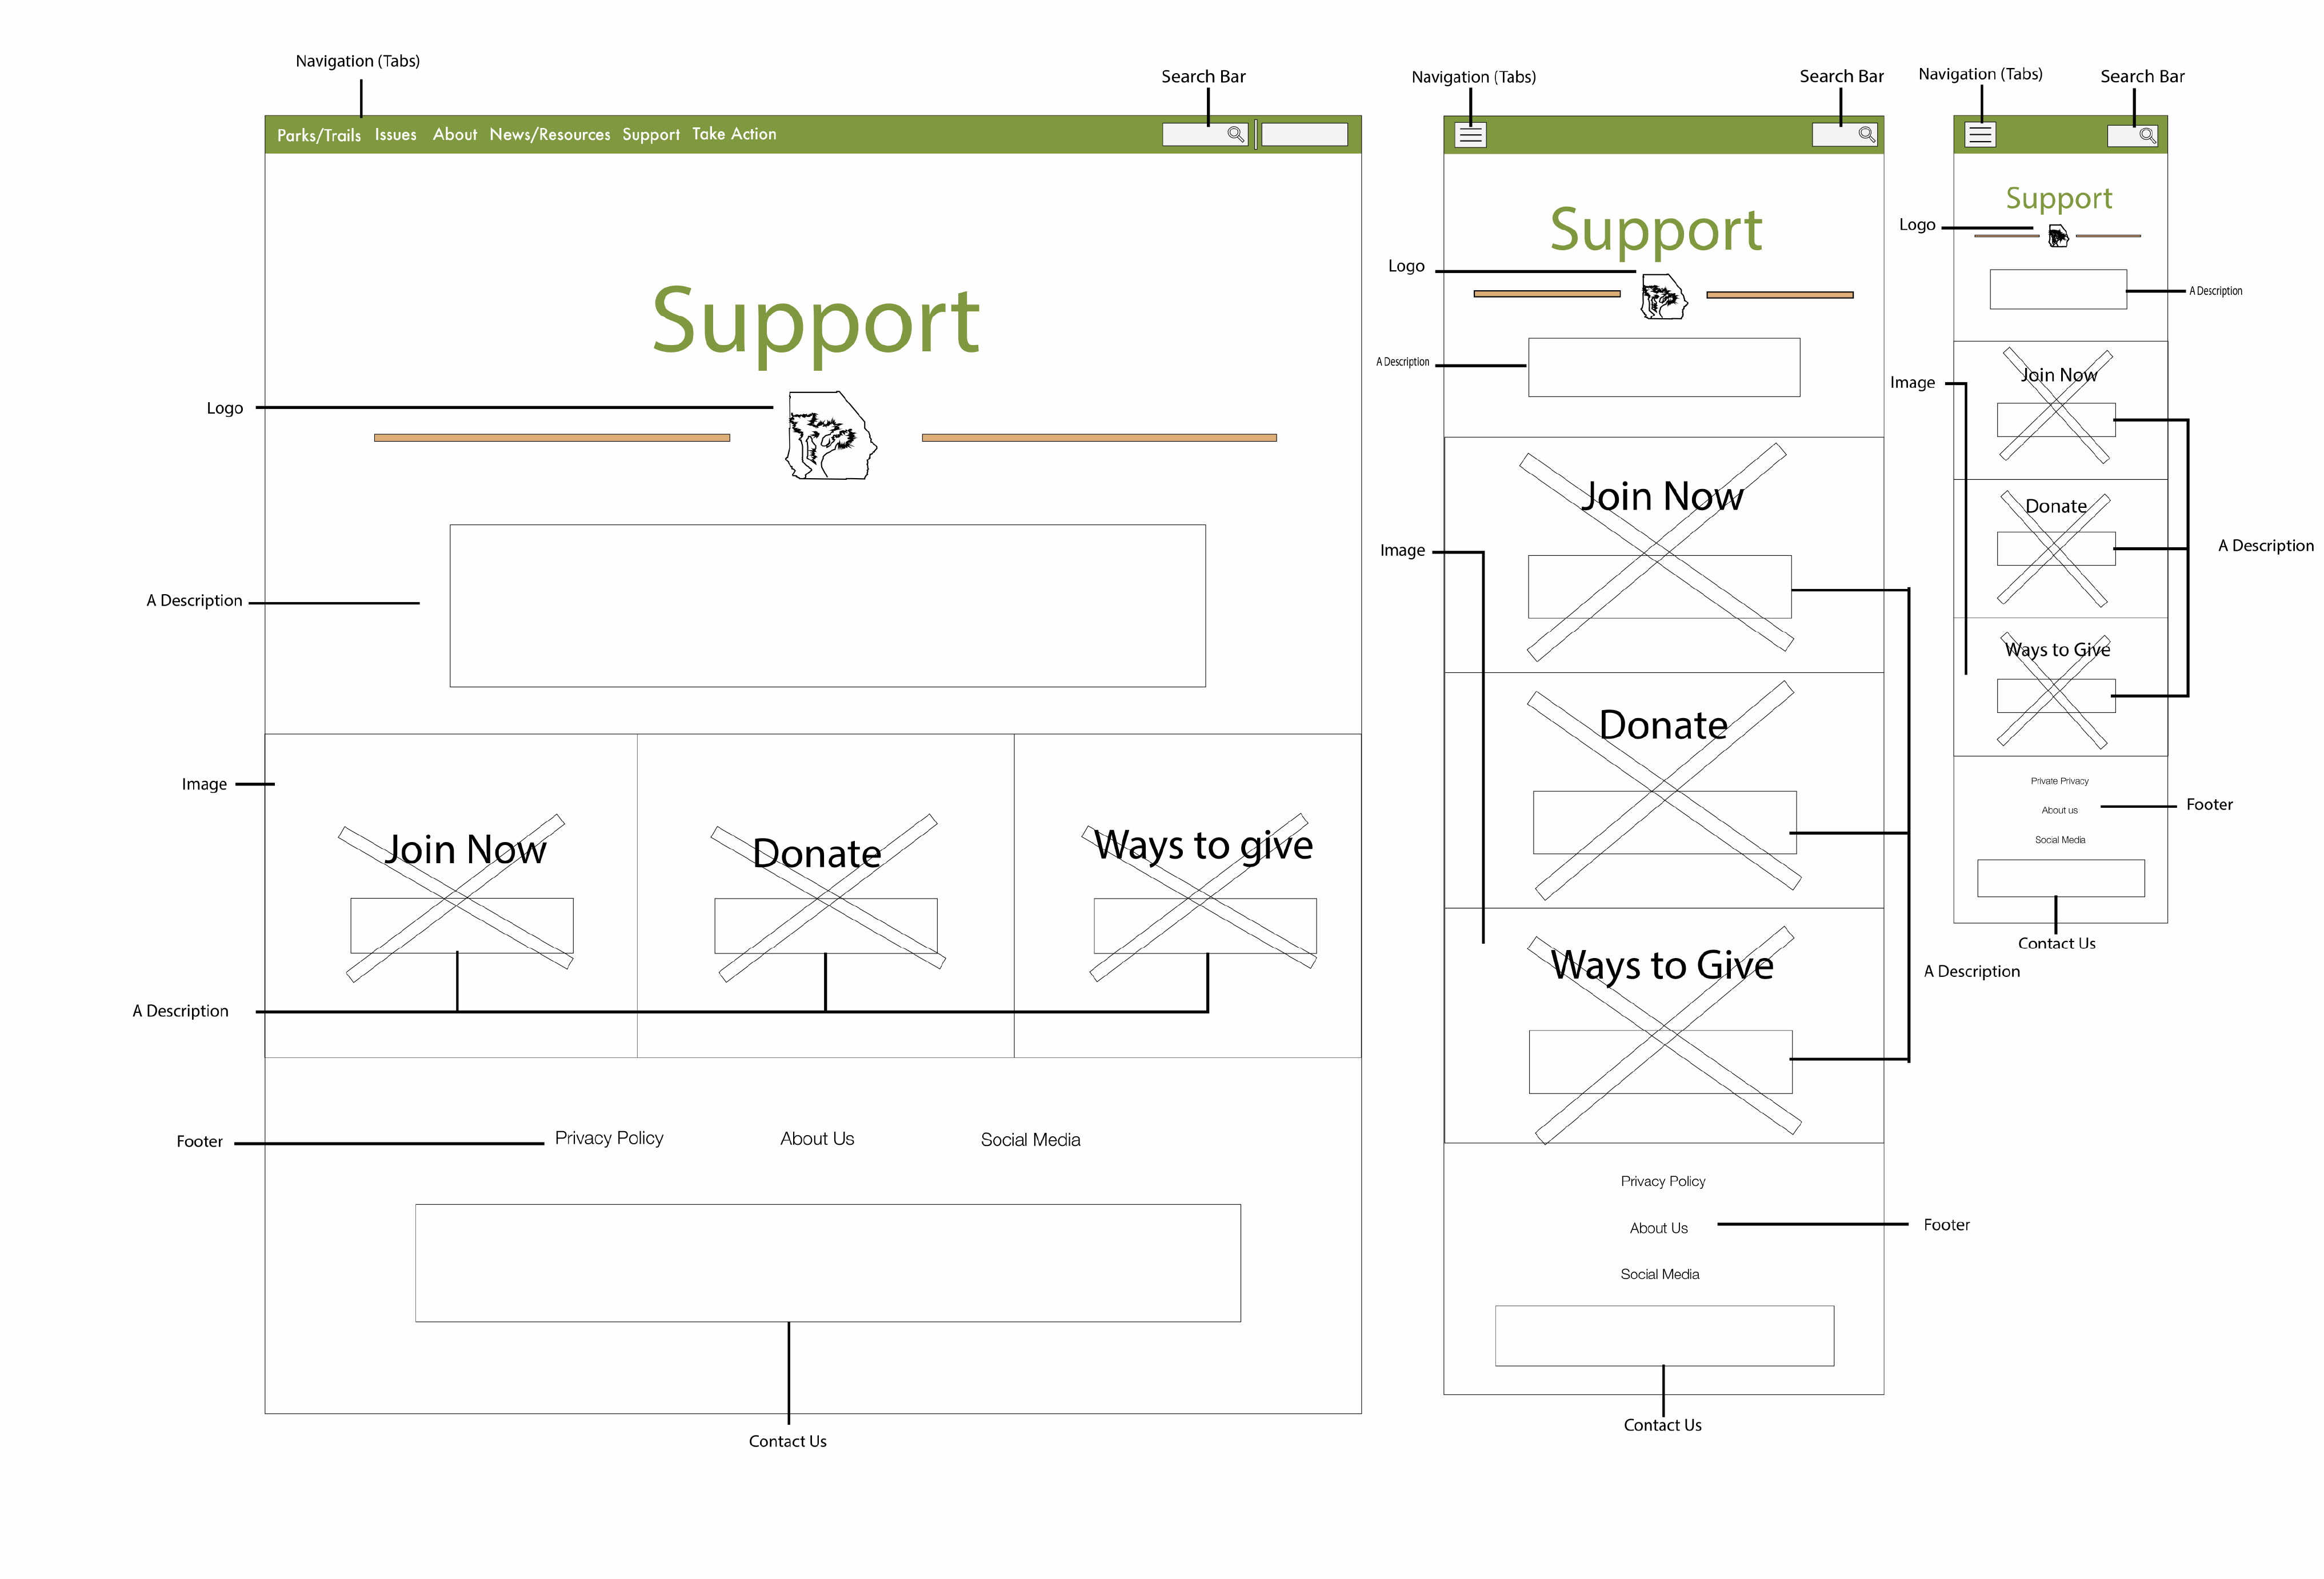 Navigation (Tabs)
Search Bar
Parks/Trails Issues About News/Resources Support Take Action
Support
Logo
A Description
Image
Join Now
Donate
Ways to give
A Description
Footer
Privacy Policy
About Us
Social Media
Contact Us
Navigation (Tabs)
Search Bar
Support
Logo
A Description
Image
Join Now
Donate
Ways to Give
A Description
Privacy Policy
About Us
Footer
Social Media
Contact Us
Navigation (Tabs)
Search Bar
Support
Logo
A Description
Image
Join Now
Donate
A Description
Ways to Give
Private Privacy
About us
Footer
Social Media
Contact Us